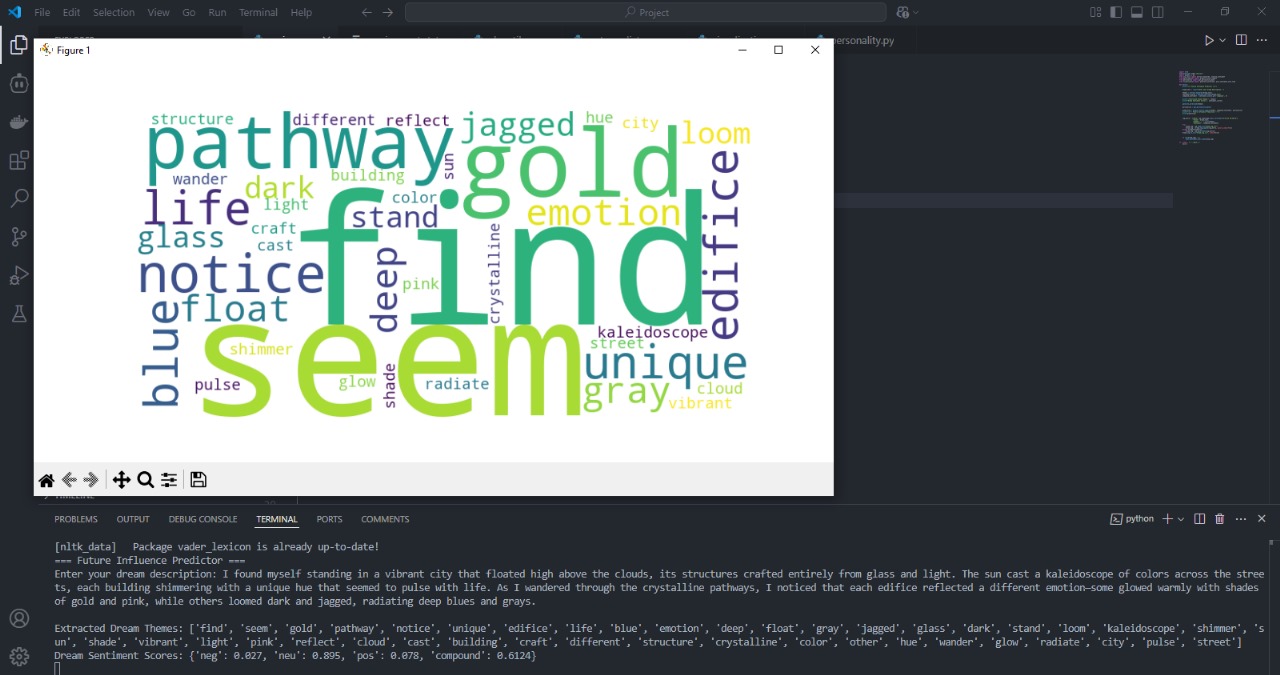 File Edit Selection View Go Run Terminal Help
Project
personality.py
Figure 1
structure different reflect jagged hue city
pathway gold loom
wander dark building sun
life light color stand emotion edifice
glass craft cast find
notice deep pink crystalline
blue float
seem kaleidoscope
shimmer street unique
pulse glow shade radiate gray cloud
vibrant
TIMELINE
PROBLEMS OUTPUT DEBUG CONSOLE TERMINAL PORTS COMMENTS
python
[nltk_data] Package vader_lexicon is already up-to-date!
=== Future Influence Predictor ===
Enter your dream description: I found myself standing in a vibrant city that floated high above the clouds, its structures crafted entirely from glass and light. The sun cast a kaleidoscope of colors across the stree
ts, each building shimmering with a unique hue that seemed to pulse with life. As I wandered through the crystalline pathways, I noticed that each edifice reflected a different emotion—some glowed warmly with shades
of gold and pink, while others loomed dark and jagged, radiating deep blues and grays.
Extracted Dream Themes: ['find', 'seem', 'gold', 'pathway', 'notice', 'unique', 'edifice', 'life', 'blue', 'emotion', 'deep', 'float', 'gray', 'jagged', 'glass', 'dark', 'stand', 'loom', 'kaleidoscope', 'shimmer', 's
un', 'shade', 'vibrant', 'light', 'pink', 'reflect', 'cloud', 'cast', 'building', 'craft', 'different', 'structure', 'crystalline', 'color', 'other', 'hue', 'wander', 'glow', 'radiate', 'city', 'pulse', 'street']
Dream Sentiment Scores: {'neg': 0.027, 'neu': 0.895, 'pos': 0.078, 'compound': 0.6124}